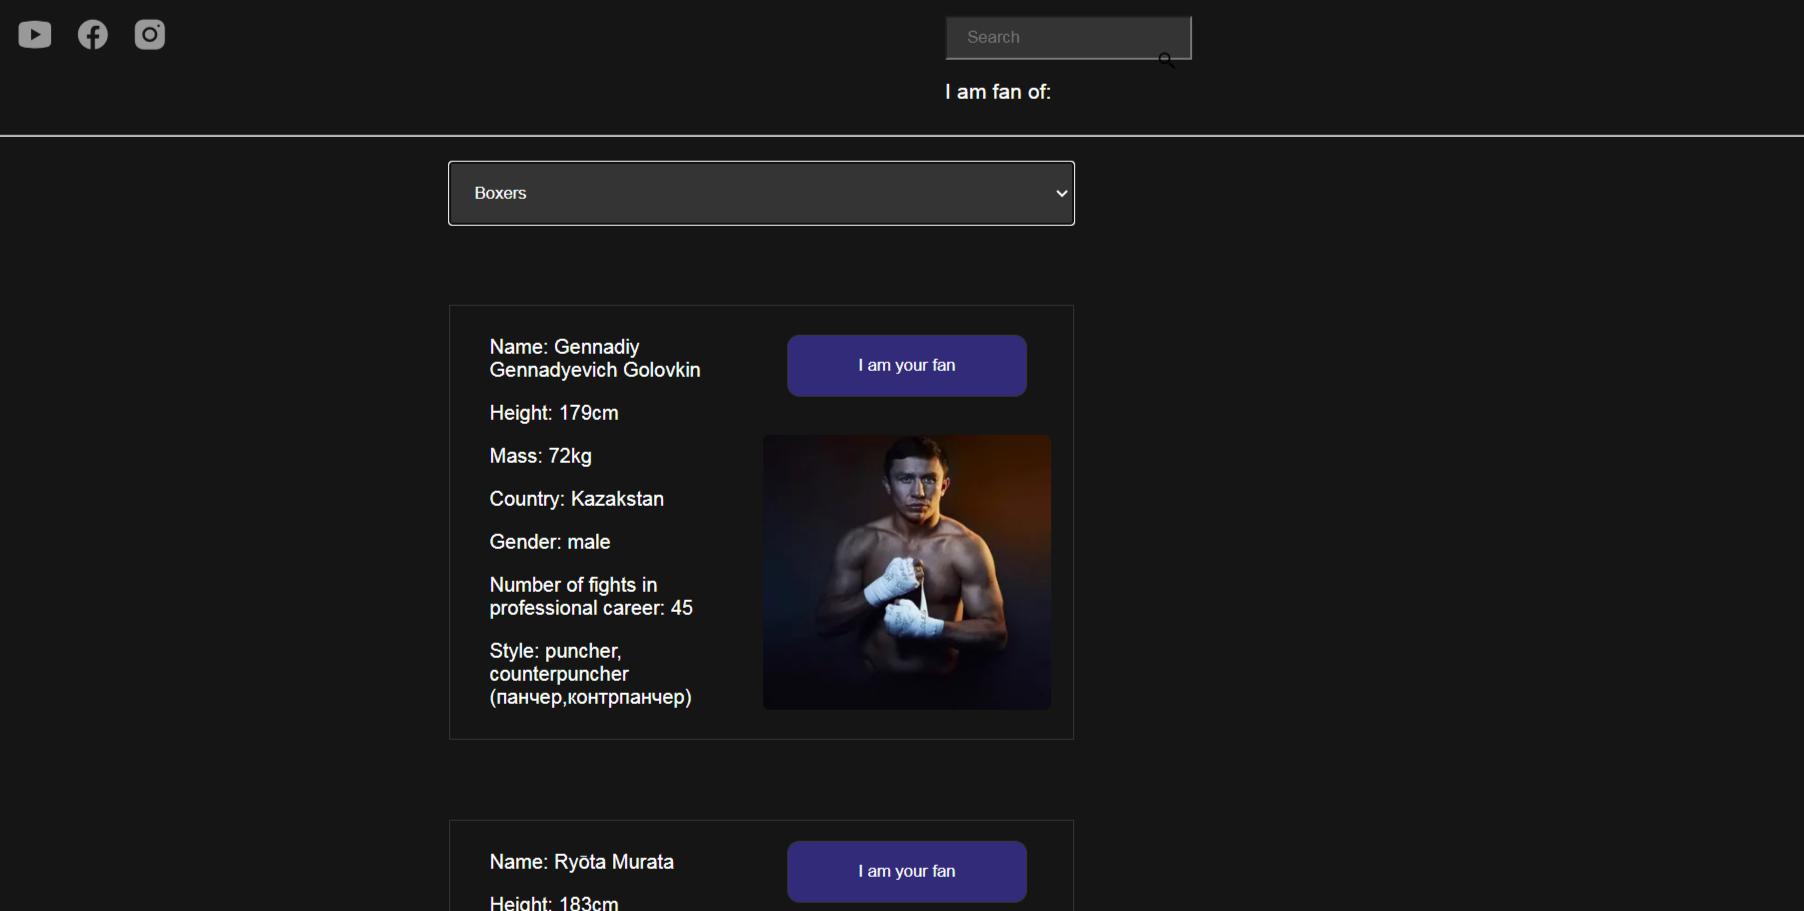 Search
I am fan of:
Boxers
Name: Gennadiy
Gennadyevich Golovkin
I am your fan
Height: 179cm
Mass: 72kg
Country: Kazakstan
Gender: male
Number of fights in
professional career: 45
Style: puncher,
counterpuncher
(панчер,контрпанчер)
Name: Ryōta Murata
I am your fan
Height: 183cm